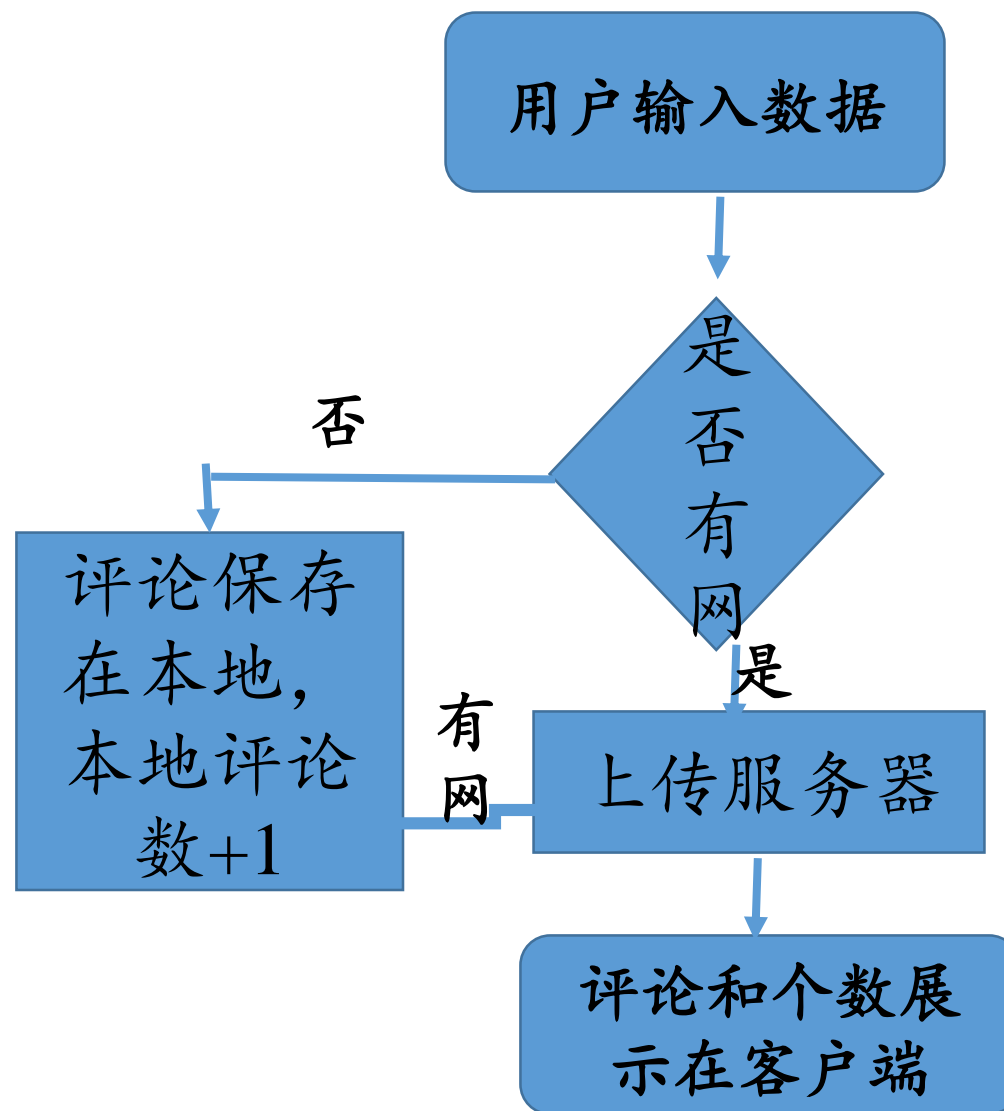 用户输入数据
是
否
有
网
否
评论保存
在本地，
本地评论
数+1
有
网
是
上传服务器
评论和个数展
示在客户端